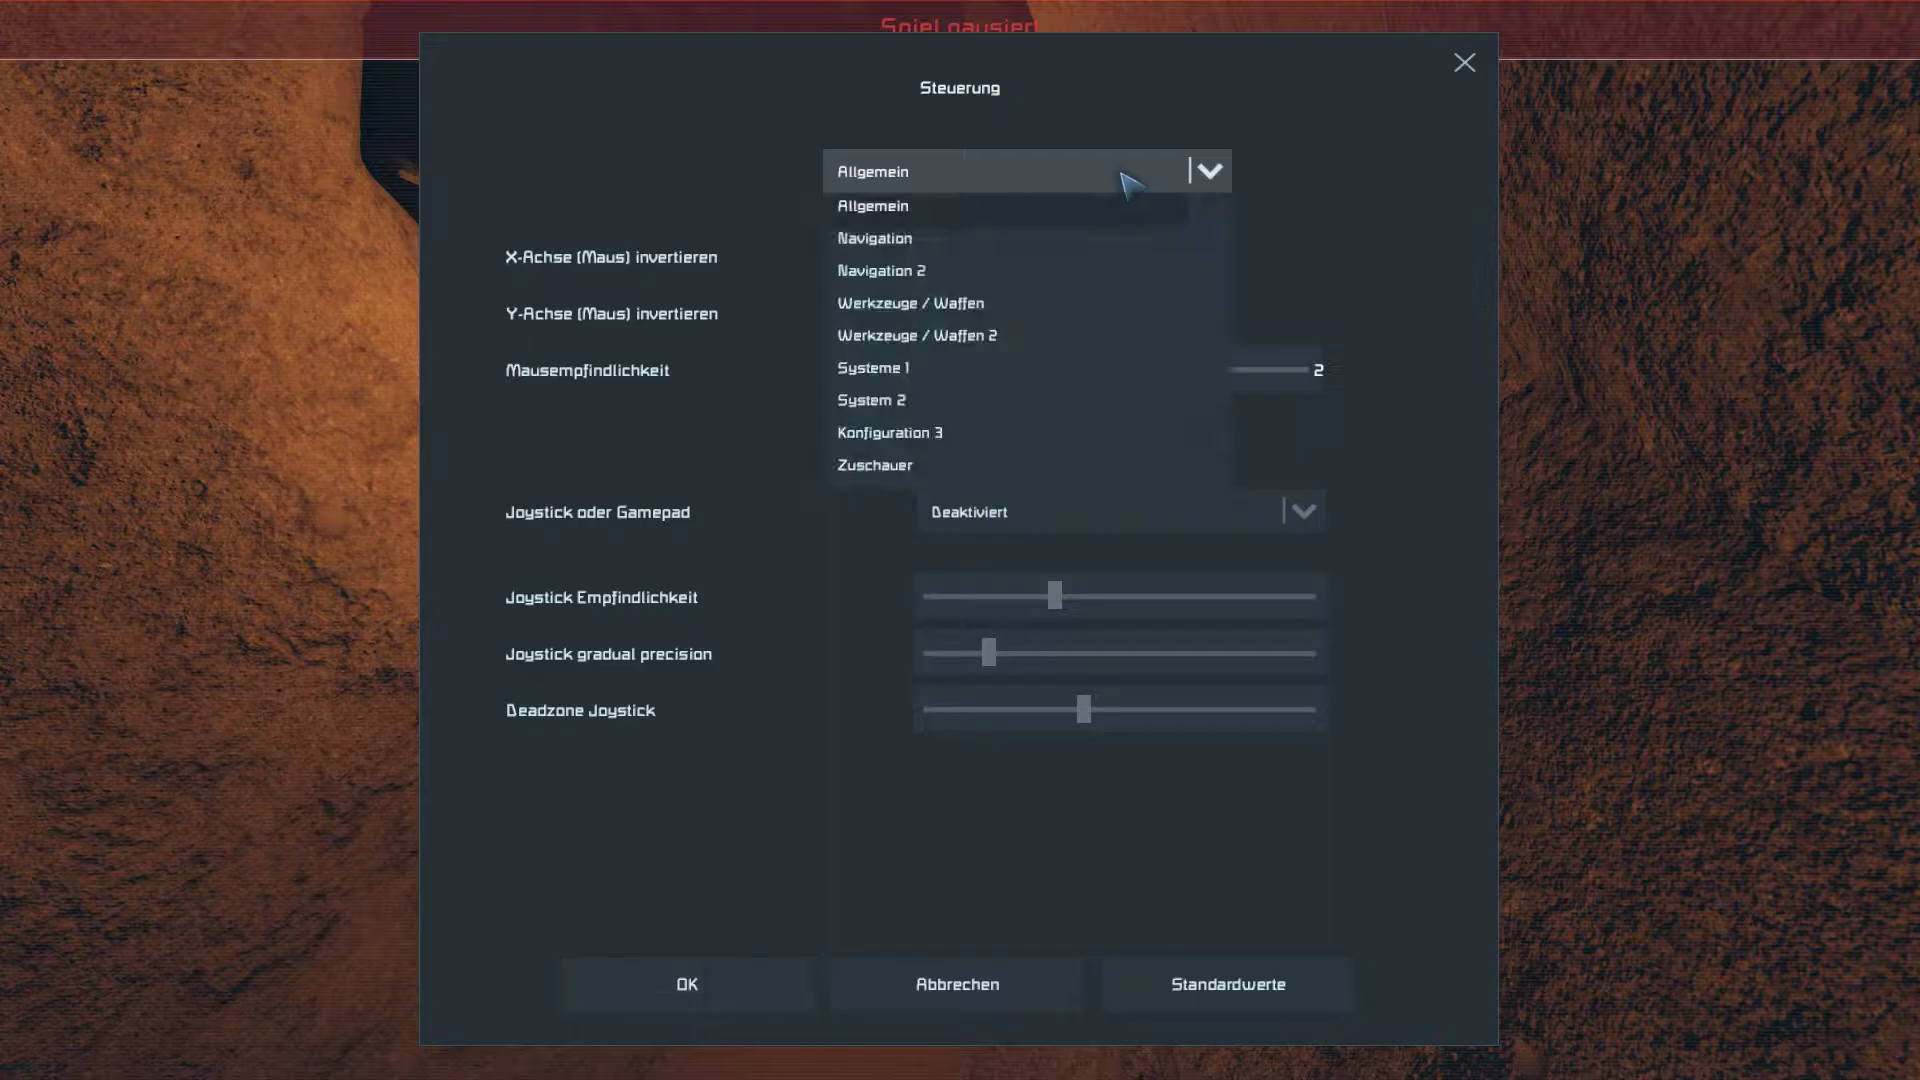 Spiel pausiert
Steuerung
Allgemein
Allgemein
Navigation
X-Achse (Maus) invertieren
Navigation 2
Werkzeuge / Waffen
Y-Achse (Maus) invertieren
Werkzeuge / Waffen 2
Systeme 1
Mausempfindlichkeit
2
System 2
Konfiguration 3
Zuschauer
Joystick oder Gamepad
Deaktiviert
Joystick Empfindlichkeit
Joystick gradual precision
Deadzone Joystick
OK
Abbrechen
Standardwerte